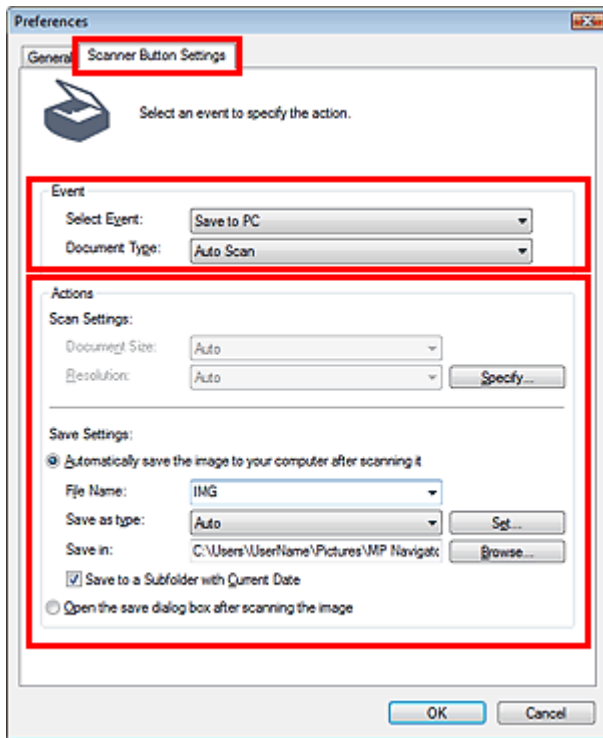 Preferences
General Scanner Button Settings
Select an event to specify the action.
Event
Select Event: Save to PC
Document Type: Auto Scan
Actions
Scan Settings:
Document Size: Auto
Resolution: Auto Specify...
Save Settings:
Automatically save the image to your computer after scanning it
File Name: IMG
Save as type: Auto Set...
Save in: C:\Users\UserName\Pictures\MP Navigato Browse...
Save to a Subfolder with Current Date
Open the save dialog box after scanning the image
OK Cancel